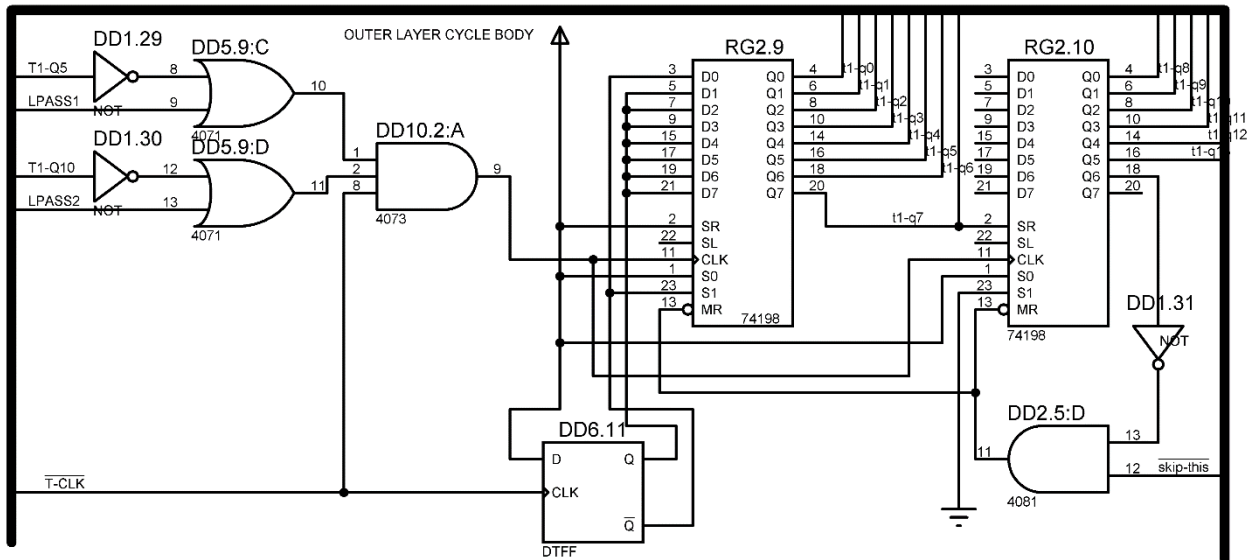 OUTER LAYER CYCLE BODY
DD1.29
T1-Q5
NOT
LPASS1
DD5.9:C
8
9
10
4071
DD1.30
T1-Q10
NOT
LPASS2
DD5.9:D
12
13
11
4071
DD10.2:A
1
2
8
9
4073
T-CLK
DD6.11
D Q
CLK
Q
DTFF
RG2.9
3 D0 Q0 4 t1-q0
5 D1 Q1 6 t1-q1
7 D2 Q2 8 t1-q2
9 D3 Q3 10 t1-q3
15 D4 Q4 14 t1-q4
17 D5 Q5 16 t1-q5
19 D6 Q6 18 t1-q6
21 D7 Q7 20
t1-q7
2 SR
22 SL
11 CLK
1 S0
23 S1
13 MR
74198
RG2.10
3 D0 Q0 4 t1-q8
5 D1 Q1 6 t1-q9
7 D2 Q2 8
9 D3 Q3 10 t1-q11
15 D4 Q4 14 t1-q12
17 D5 Q5 16
19 D6 Q6 18
21 D7 Q7 20
2 SR
22 SL
11 CLK
1 S0
23 S1
13 MR
74198
DD1.31
NOT
DD2.5:D
11
13
12
skip-this
4081